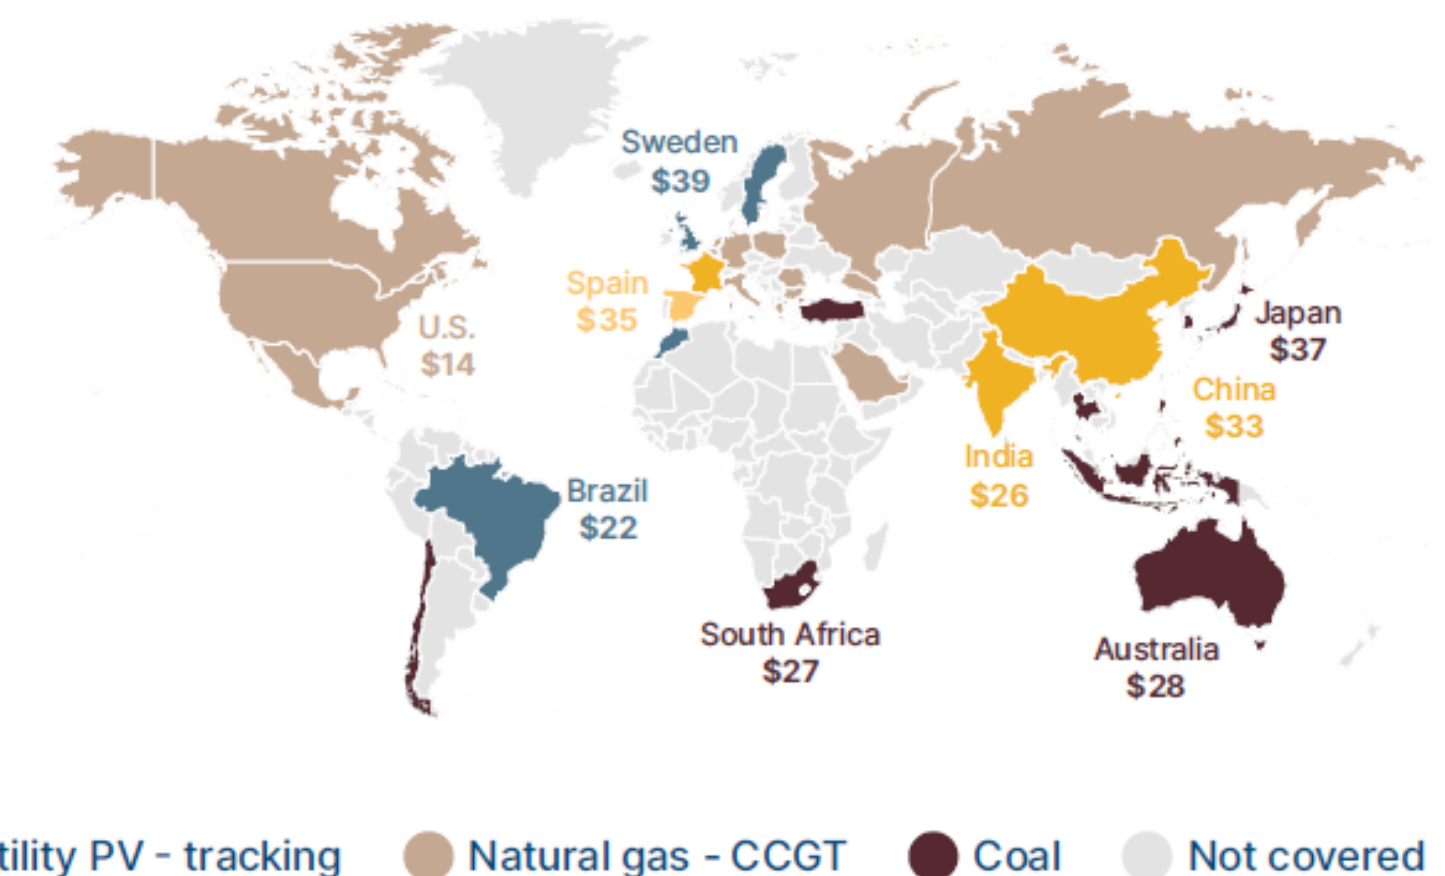 Sweden
$39
Spain
$35
U.S.
$14
Japan
$37
China
$33
India
$26
Brazil
$22
South Africa
$27
Australia
$28
tility PV - tracking
Natural gas - CCGT
Coal
Not covered